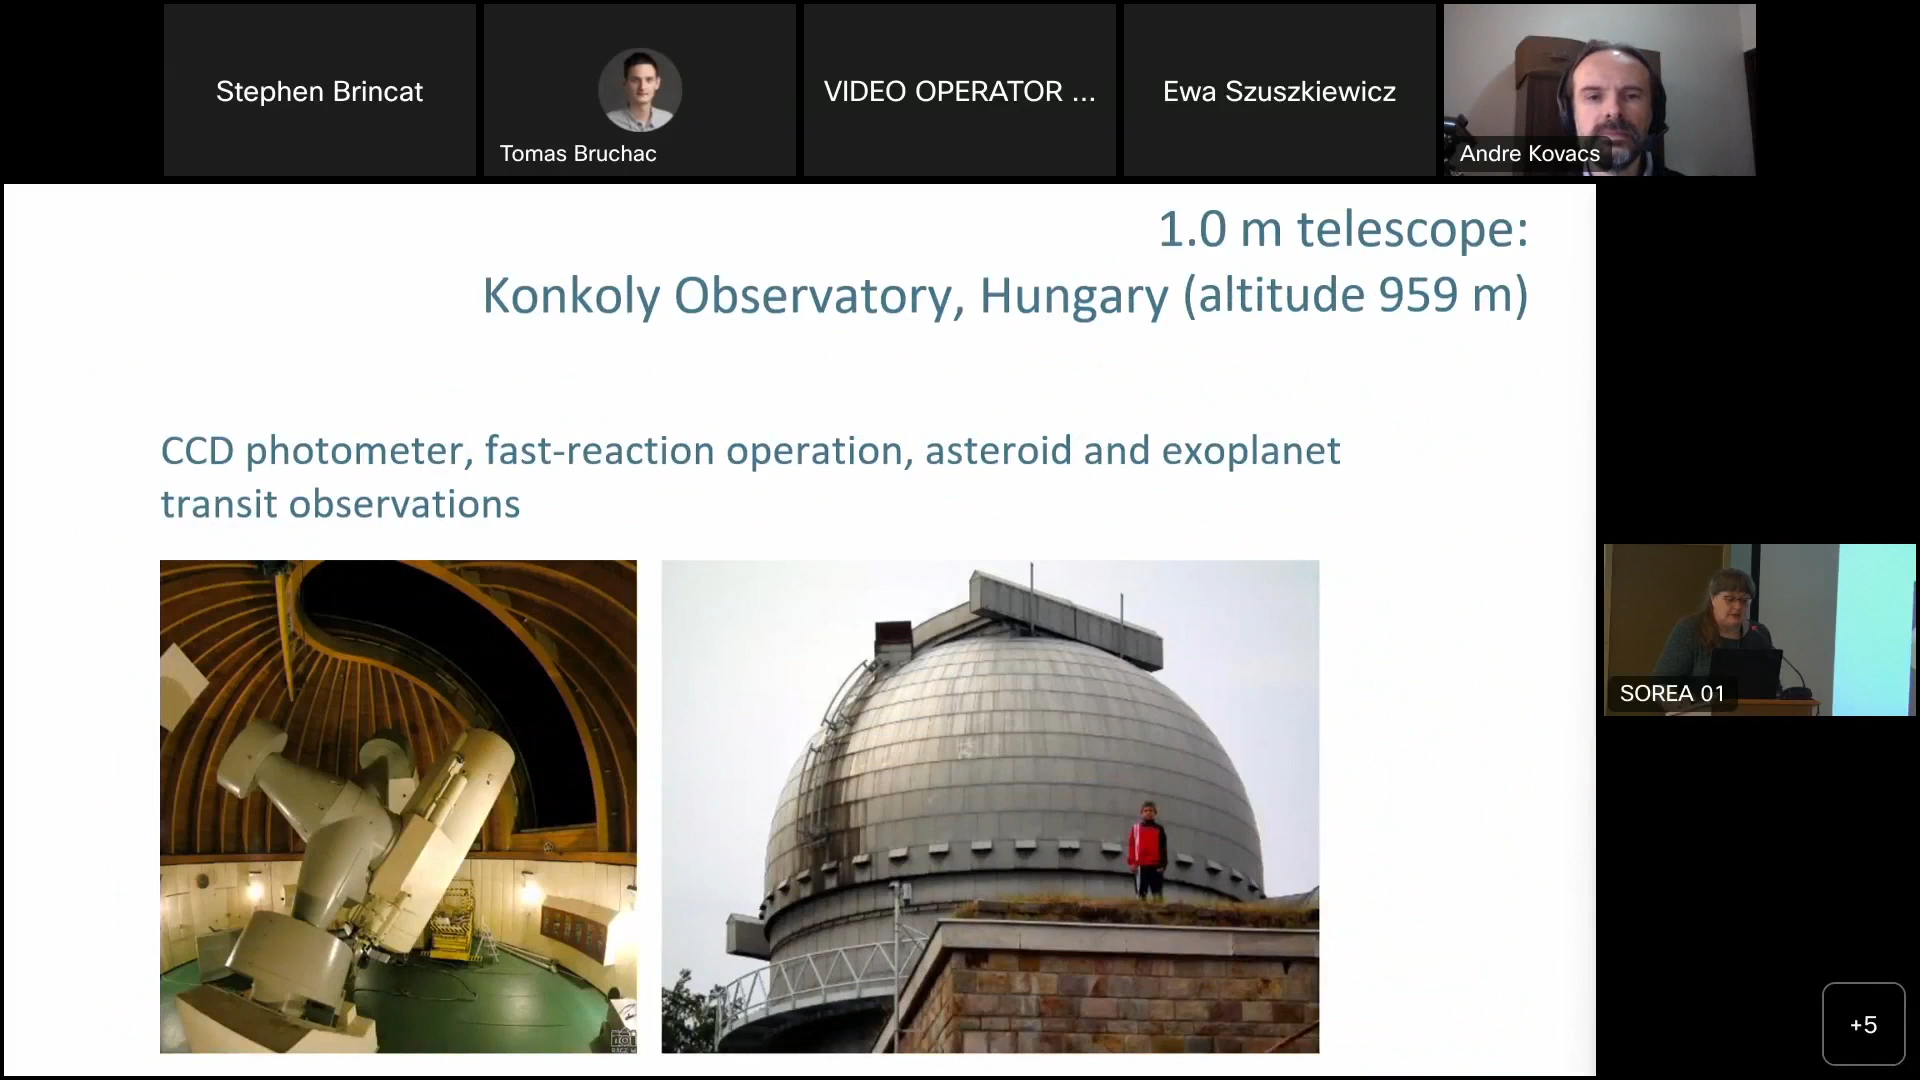 Stephen Brincat
Tomas Bruchac
VIDEO OPERATOR ...
Ewa Szuszkiewicz
Andre Kovacs
1.0 m telescope:
Konkoly Observatory, Hungary (altitude 959 m)
CCD photometer, fast-reaction operation, asteroid and exoplanet
transit observations
SOREA 01
+5